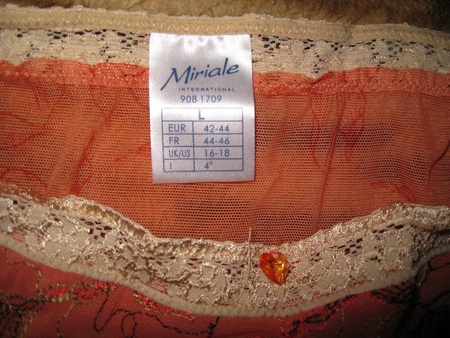 Miriale
INTERNATIONAL
908 1709
L
EUR 42-44
FR 44-46
UK/US 16-18
I 4°